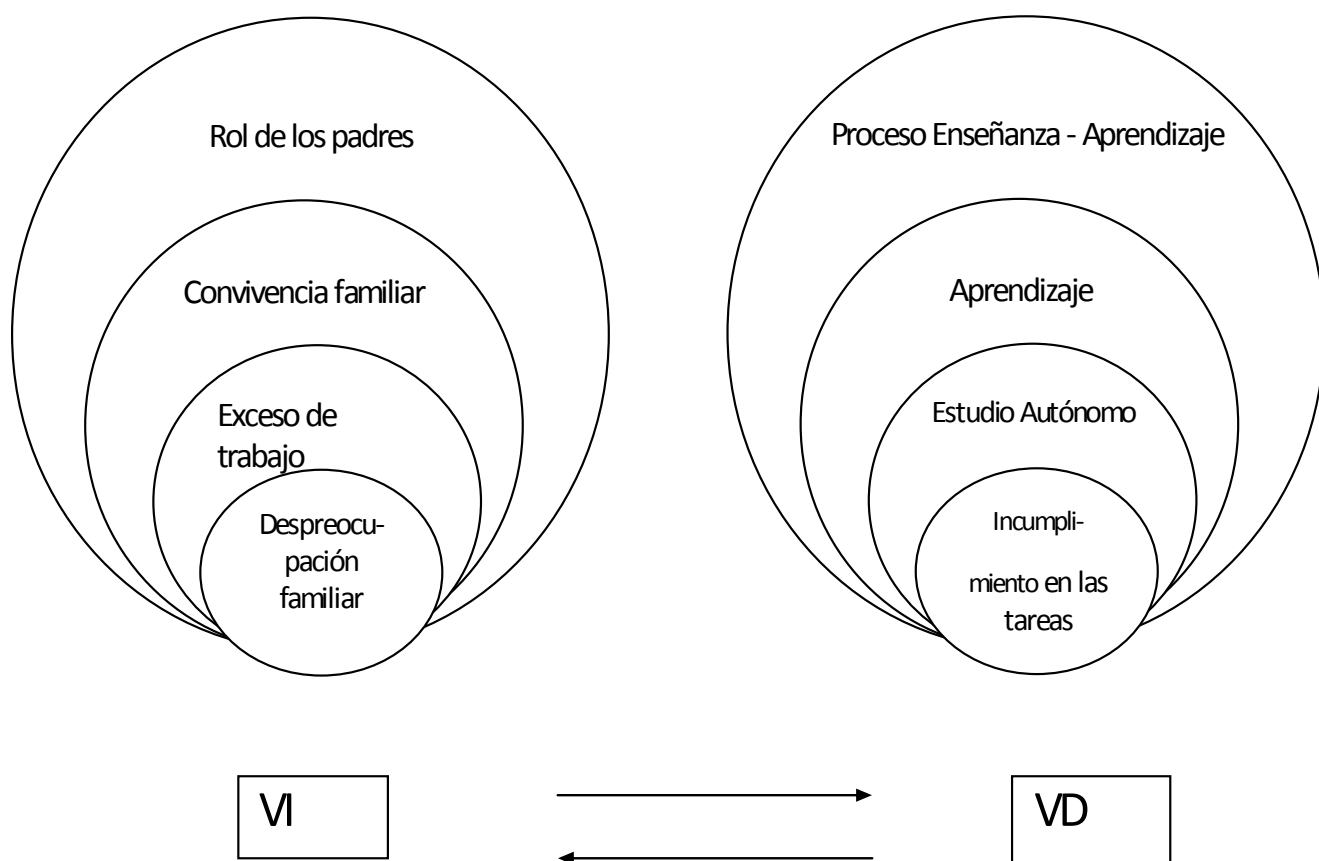 Rol de los padres
Convivencia familiar
Exceso de
trabajo
Despreocu-
pación
familiar
Proceso Enseñanza - Aprendizaje
Aprendizaje
Estudio Autónomo
Incumpli-
miento en las
tareas
VI
VD